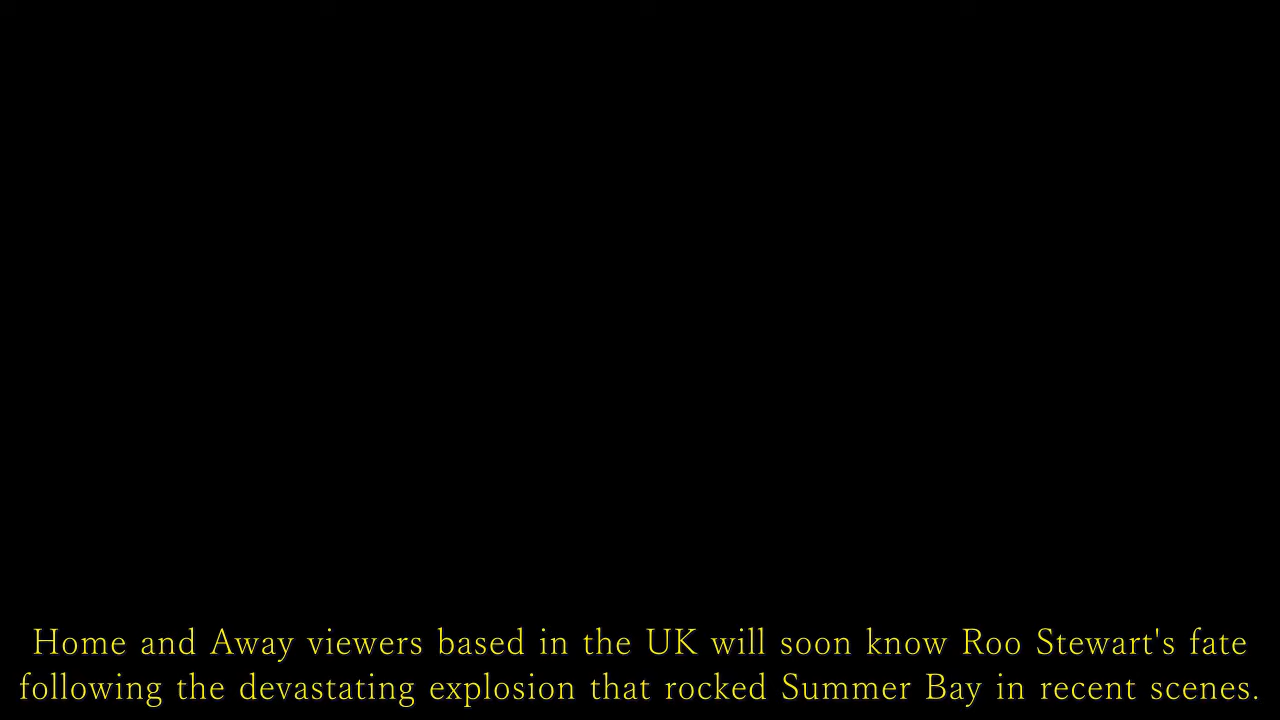 Home and Away viewers based in the UK will soon know Roo Stewart's fate
following the devastating explosion that rocked Summer Bay in recent scenes.